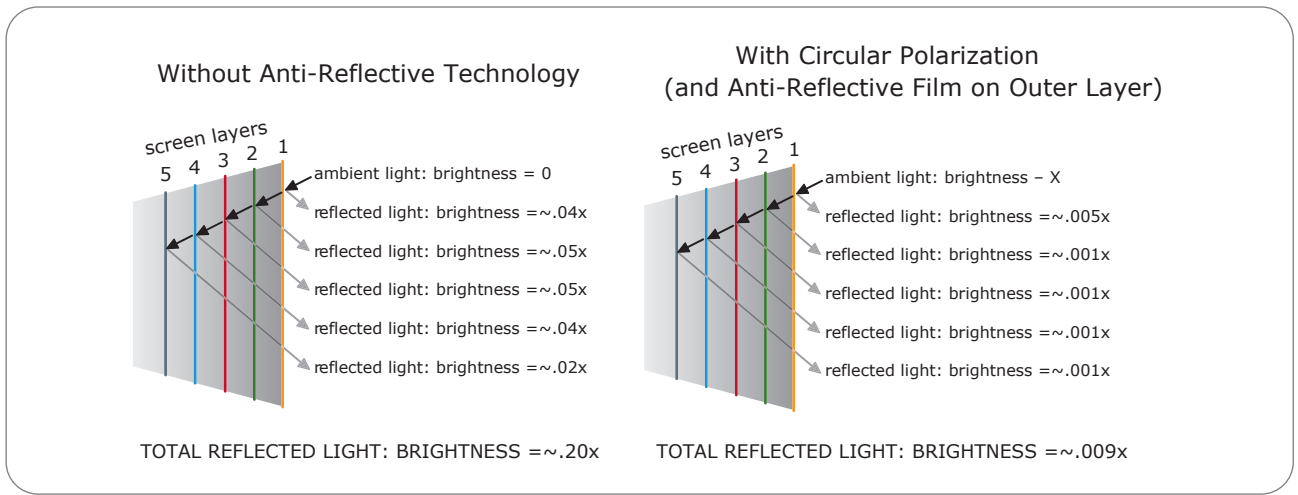 Without Anti-Reflective Technology
screen layers
5 4 3 2 1
ambient light: brightness = 0
reflected light: brightness =~.04x
reflected light: brightness =~.05x
reflected light: brightness =~.05x
reflected light: brightness =~.04x
reflected light: brightness =~.02x
TOTAL REFLECTED LIGHT: BRIGHTNESS =~.20x
With Circular Polarization
(and Anti-Reflective Film on Outer Layer)
screen layers
5 4 3 2 1
ambient light: brightness – X
reflected light: brightness =~.005x
reflected light: brightness =~.001x
reflected light: brightness =~.001x
reflected light: brightness =~.001x
reflected light: brightness =~.001x
TOTAL REFLECTED LIGHT: BRIGHTNESS =~.009x